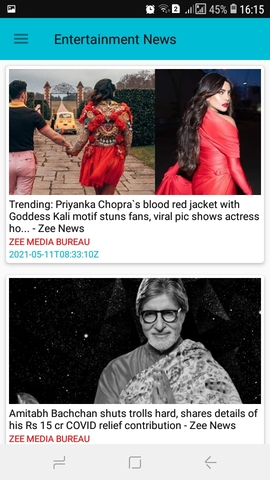 2 45% 16:15
Entertainment News
Trending: Priyanka Chopra`s blood red jacket with
Goddess Kali motif stuns fans, viral pic shows actress
ho... - Zee News
ZEE MEDIA BUREAU
2021-05-11T08:33:10Z
Amitabh Bachchan shuts trolls hard, shares details of
his Rs 15 cr COVID relief contribution - Zee News
ZEE MEDIA BUREAU